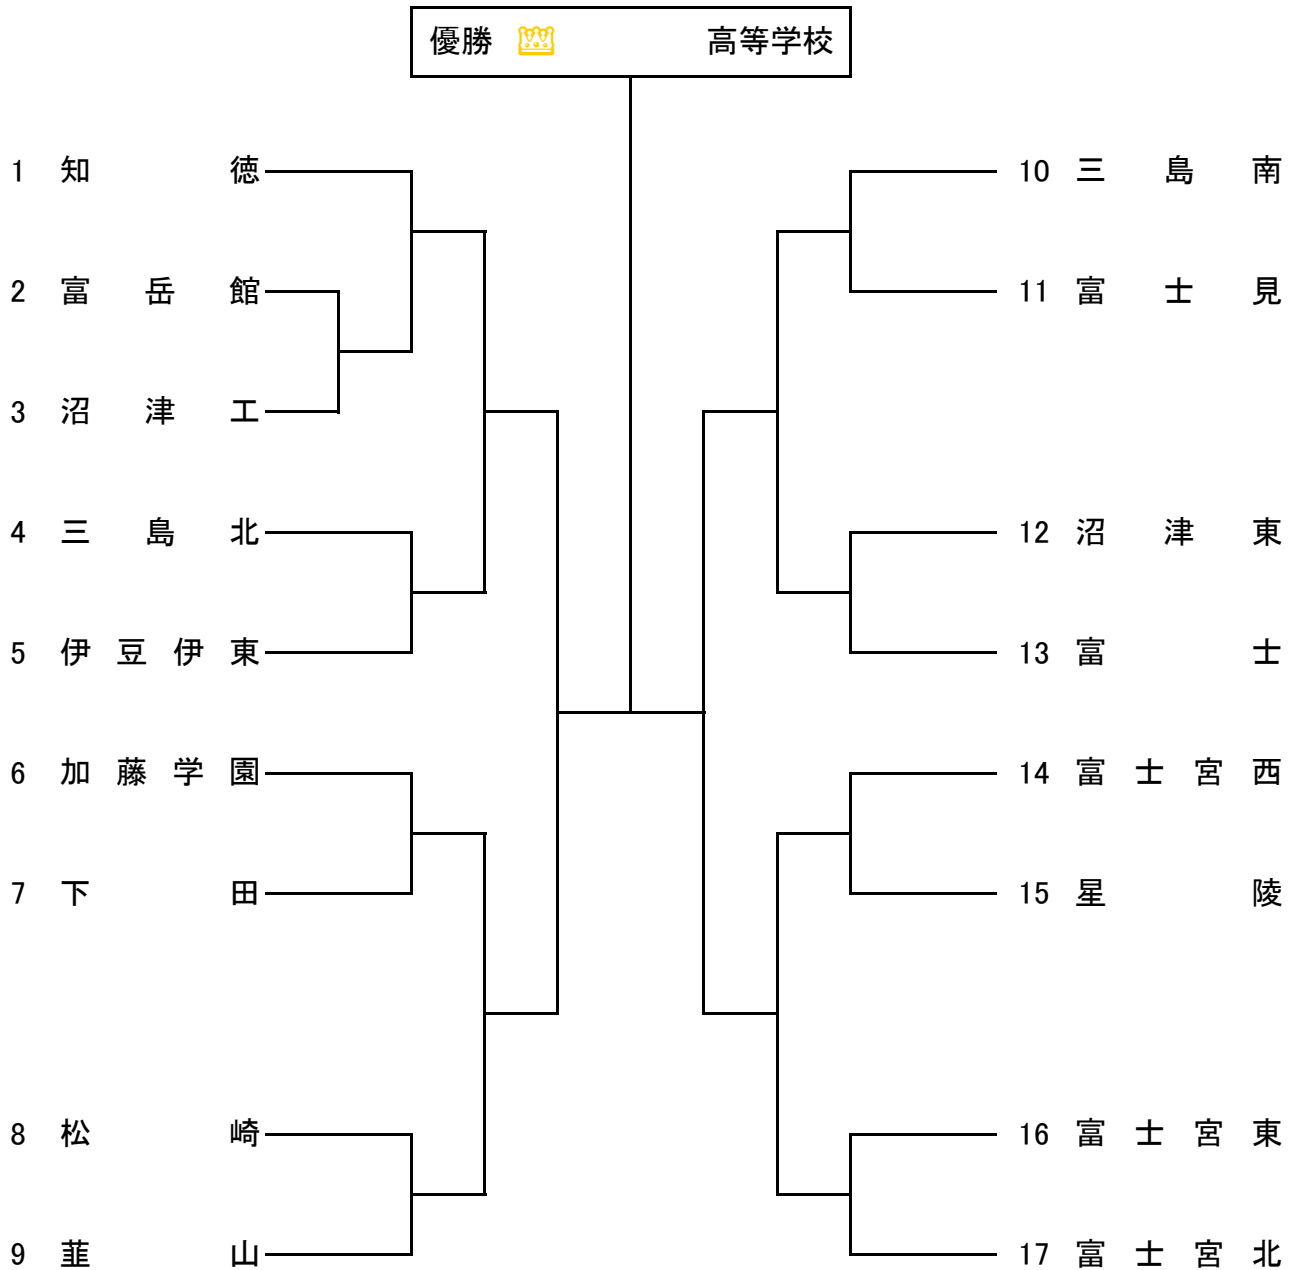 優勝 高等学校
1 知徳
2 富岳館
3 沼津工
4 三島北
5 伊豆伊東
6 加藤学園
7 下田
8 松崎
9 韮山
10 三島南
11 富士見
12 沼津東
13 富士
14 富士宮西
15 星陵
16 富士宮東
17 富士宮北